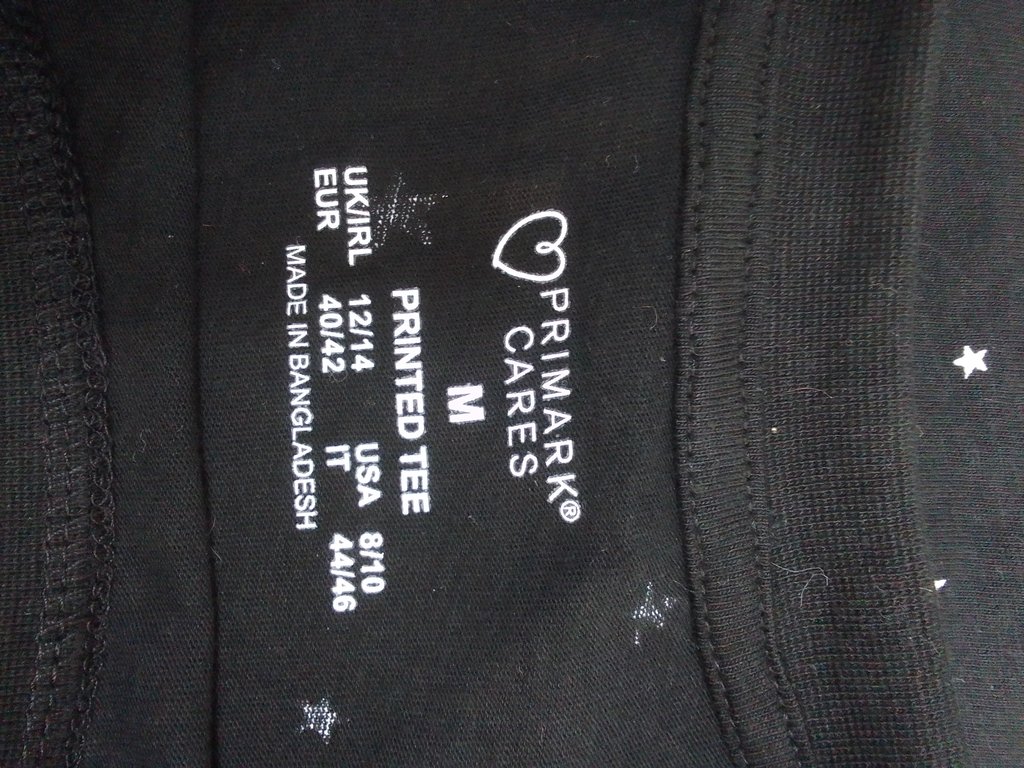 PRIMARK®
CARES
M
PRINTED TEE
UK/IRL 12/14 USA 8/10
EUR 40/42 IT 44/46
MADE IN BANGLADESH